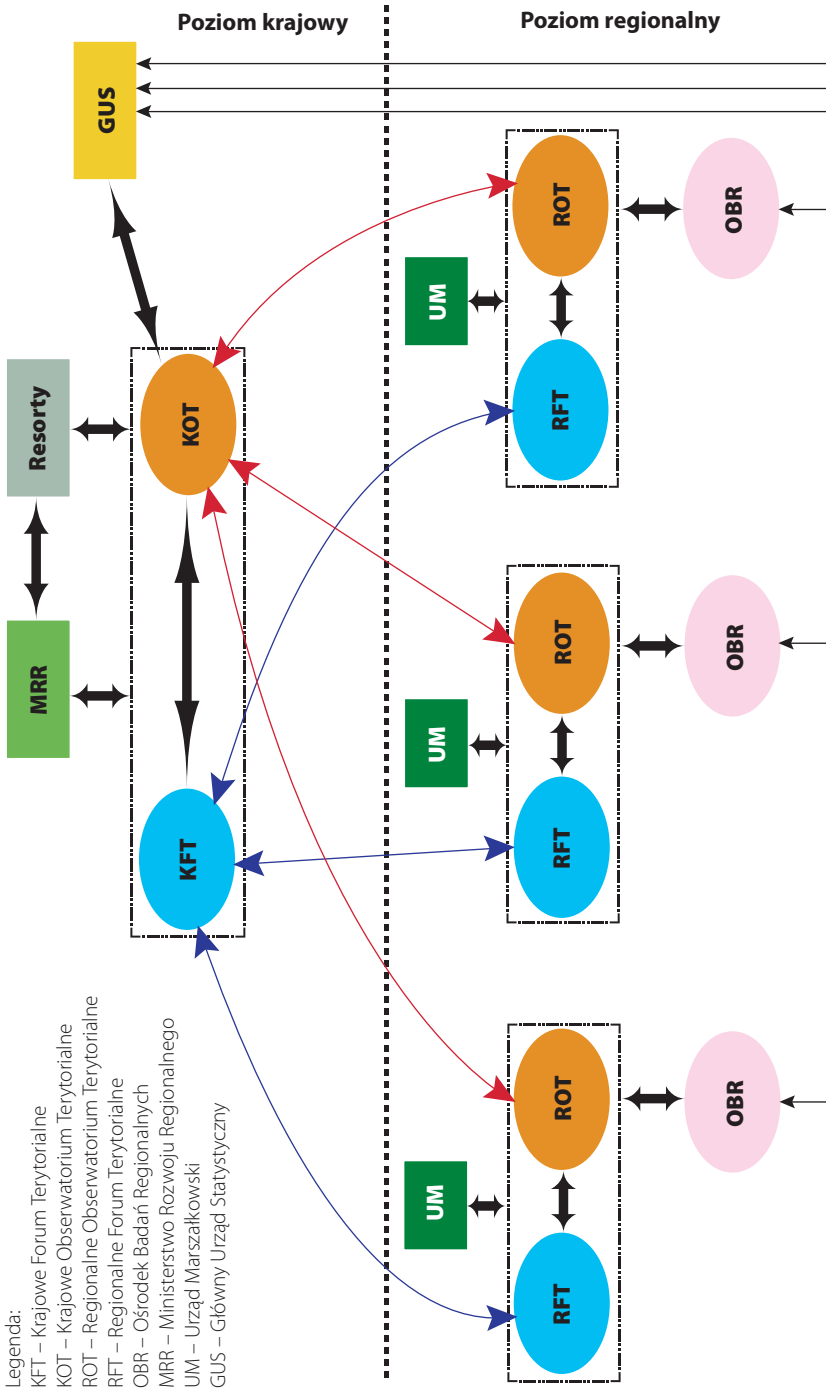 Legenda:
KFT – Krajowe Forum Terytorialne
KOT – Krajowe Obserwatorium Terytorialne
ROT – Regionalne Obserwatorium Terytorialne
RFT – Regionalne Forum Terytorialne
OBR – Ośrodek Badań Regionalnych
MRR – Ministerstwo Rozwoju Regionalnego
UM – Urząd Marszałkowski
GUS – Główny Urząd Statystyczny
MRR
Resorty
GUS
KFT
KOT
Poziom krajowy
Poziom regionalny
UM
UM
UM
RFT
ROT
RFT
ROT
RFT
ROT
OBR
OBR
OBR